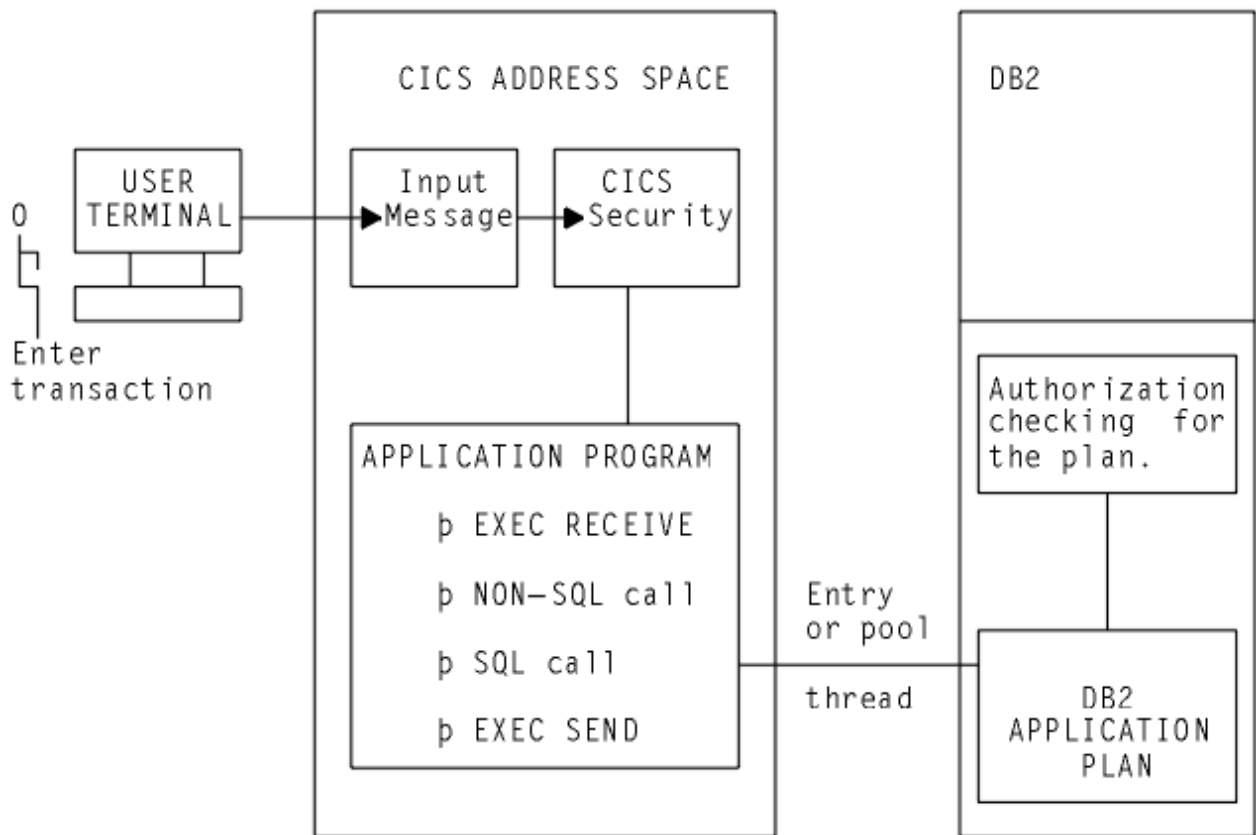 CICS ADDRESS SPACE
DB2
USER
TERMINAL
Input
Message
CICS
Security
O
Enter
transaction
Authorization
checking for
the plan.
APPLICATION PROGRAM
þ EXEC RECEIVE
þ NON—SQL call
þ SQL call
þ EXEC SEND
Entry
or pool
thread
DB2
APPLICATION
PLAN